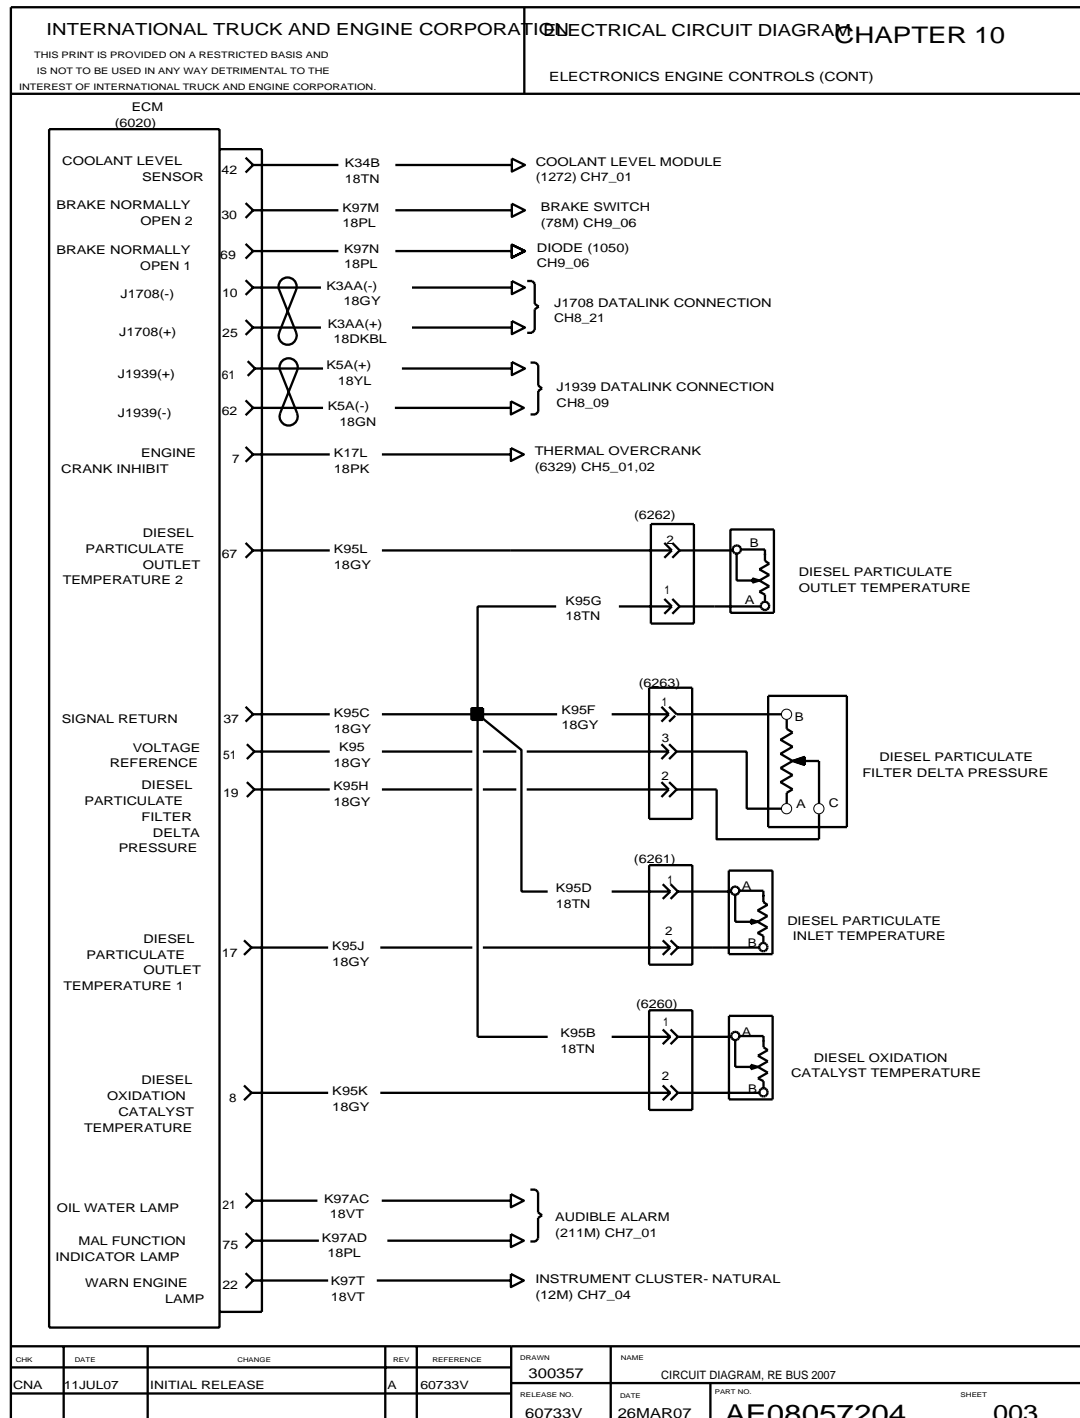 INTERNATIONAL TRUCK AND ENGINE CORPORATION
ELECTRICAL CIRCUIT DIAGRAM
CHAPTER 10
THIS PRINT IS PROVIDED ON A RESTRICTED BASIS AND
IS NOT TO BE USED IN ANY WAY DETRIMENTAL TO THE
INTEREST OF INTERNATIONAL TRUCK AND ENGINE CORPORATION.
ELECTRONICS ENGINE CONTROLS (CONT)
ECM
(6020)
COOLANT LEVEL
SENSOR
42
K34B
18TN
COOLANT LEVEL MODULE
(1272) CH7_01
BRAKE NORMALLY
OPEN 2
30
K97M
18PL
BRAKE SWITCH
(78M) CH9_06
BRAKE NORMALLY
OPEN 1
69
K97N
18PL
DIODE (1050)
CH9_06
J1708(-)
10
K3AA(-)
18GY
J1708(+)
25
K3AA(+)
18DKBL
J1708 DATALINK CONNECTION
CH8_21
J1939(+)
61
K5A(+)
18YL
J1939(-)
62
K5A(-)
18GN
J1939 DATALINK CONNECTION
CH8_09
ENGINE
CRANK INHIBIT
7
K17L
18PK
THERMAL OVERCRANK
(6329) CH5_01,02
DIESEL
PARTICULATE
OUTLET
TEMPERATURE 2
67
K95L
18GY
(6262)
2
1
B
A
K95G
18TN
DIESEL PARTICULATE
OUTLET TEMPERATURE
SIGNAL RETURN
37
K95C
18GY
K95F
18GY
(6263)
1
3
2
B
A
C
DIESEL PARTICULATE
FILTER DELTA PRESSURE
VOLTAGE
REFERENCE
51
K95
18GY
DIESEL
PARTICULATE
FILTER
DELTA
PRESSURE
19
K95H
18GY
(6261)
1
2
A
B
K95D
18TN
DIESEL PARTICULATE
INLET TEMPERATURE
DIESEL
PARTICULATE
OUTLET
TEMPERATURE 1
17
K95J
18GY
(6260)
1
2
A
B
K95B
18TN
DIESEL OXIDATION
CATALYST TEMPERATURE
DIESEL
OXIDATION
CATALYST
TEMPERATURE
8
K95K
18GY
OIL WATER LAMP
21
K97AC
18VT
MAL FUNCTION
INDICATOR LAMP
75
K97AD
18PL
AUDIBLE ALARM
(211M) CH7_01
WARN ENGINE
LAMP
22
K97T
18VT
INSTRUMENT CLUSTER- NATURAL
(12M) CH7_04
CHK DATE CHANGE REV REFERENCE
CNA 11JUL07 INITIAL RELEASE A 60733V
DRAWN
300357
NAME
CIRCUIT DIAGRAM, RE BUS 2007
RELEASE NO.
60733V
DATE
26MAR07
PART NO.
AE08057204
SHEET
003